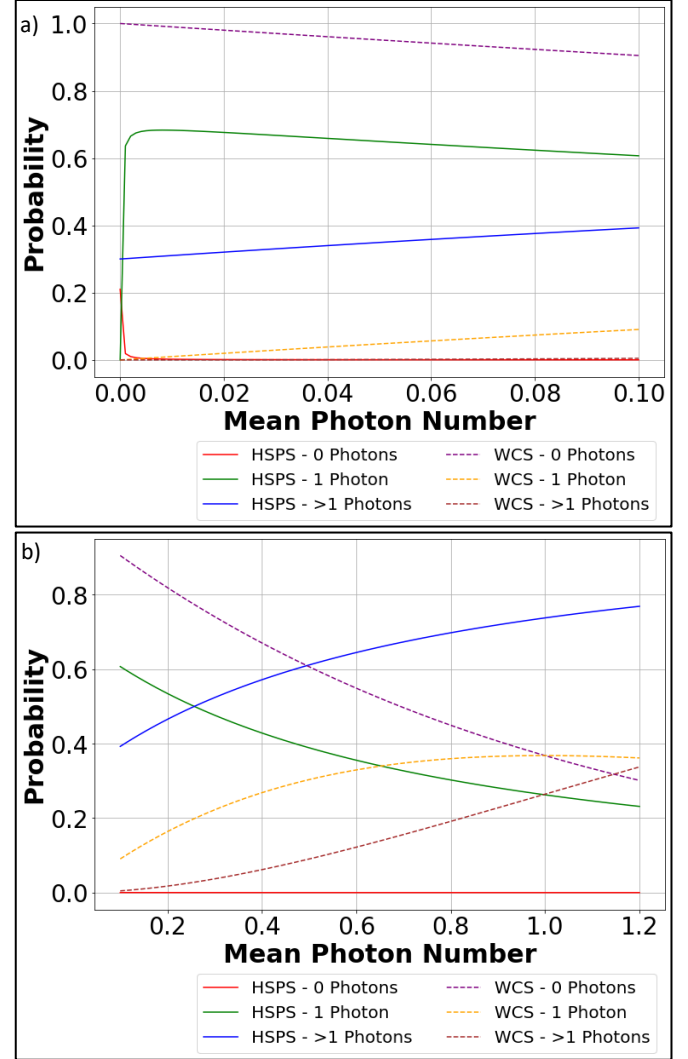 a)
Probability
1.0
0.8
0.6
0.4
0.2
0.0
0.00 0.02 0.04 0.06 0.08 0.10
Mean Photon Number
HSPS - 0 Photons WCS - 0 Photons
HSPS - 1 Photon WCS - 1 Photon
HSPS - >1 Photons WCS - >1 Photons
b)
Probability
0.8
0.6
0.4
0.2
0.0
0.2 0.4 0.6 0.8 1.0 1.2
Mean Photon Number
HSPS - 0 Photons WCS - 0 Photons
HSPS - 1 Photon WCS - 1 Photon
HSPS - >1 Photons WCS - >1 Photons